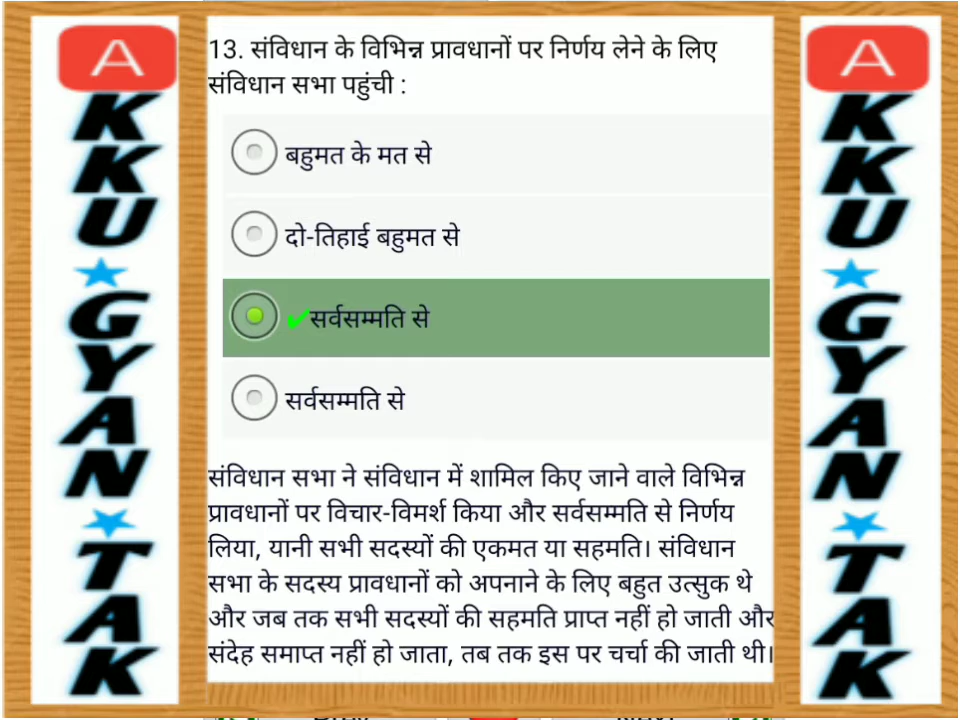 A
KKU
GYAN
TAK
13. संविधान के विभिन्न प्रावधानों पर निर्णय लेने के लिए
संविधान सभा पहुंची :
बहुमत के मत से
दो-तिहाई बहुमत से
✔सर्वसम्मति से
सर्वसम्मति से
संविधान सभा ने संविधान में शामिल किए जाने वाले विभिन्न
प्रावधानों पर विचार-विमर्श किया और सर्वसम्मति से निर्णय
लिया, यानी सभी सदस्यों की एकमत या सहमति। संविधान
सभा के सदस्य प्रावधानों को अपनाने के लिए बहुत उत्सुक थे
और जब तक सभी सदस्यों की सहमति प्राप्त नहीं हो जाती और
संदेह समाप्त नहीं हो जाता, तब तक इस पर चर्चा की जाती थी।
A
KKU
GYAN
TAK